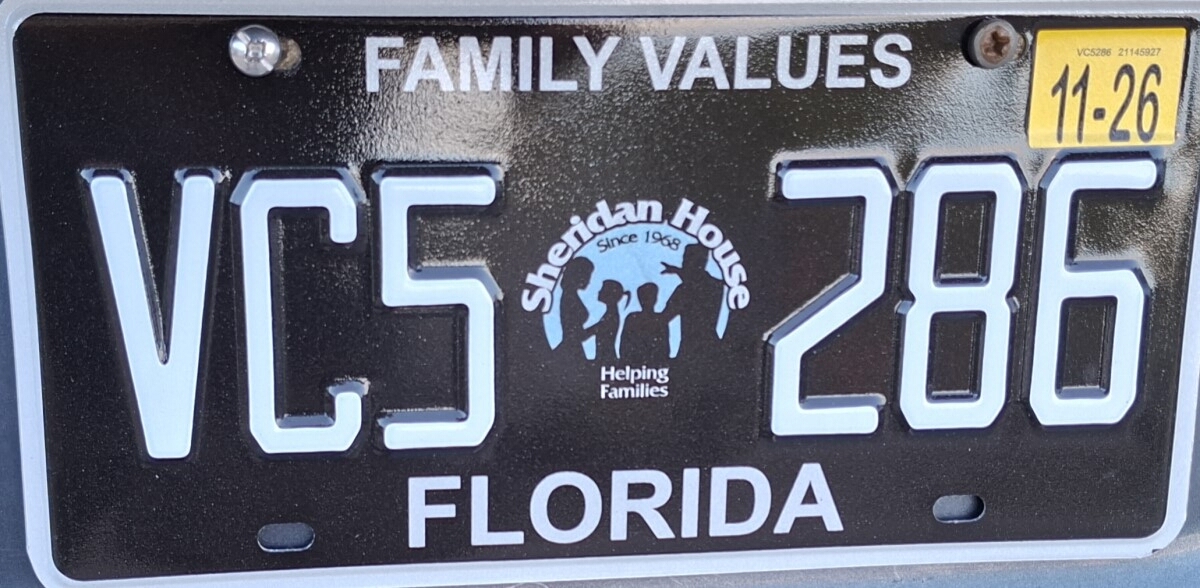 FAMILY VALUES
VC5286 21145927
11-26
VC5 286
Sheridan House
Since 1968
Helping
Families
FLORIDA